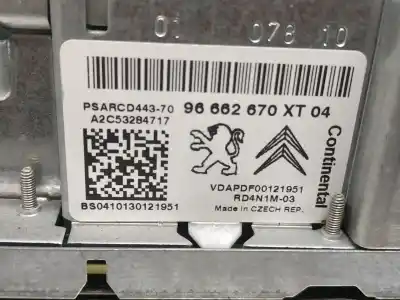 01 078 10
PSARCD443-70 96 662 670 XT 04
A2C53284717
Continental
VDAPDF00121951
RD4N1M-03
BS0410130121951 Made in CZECH REP.